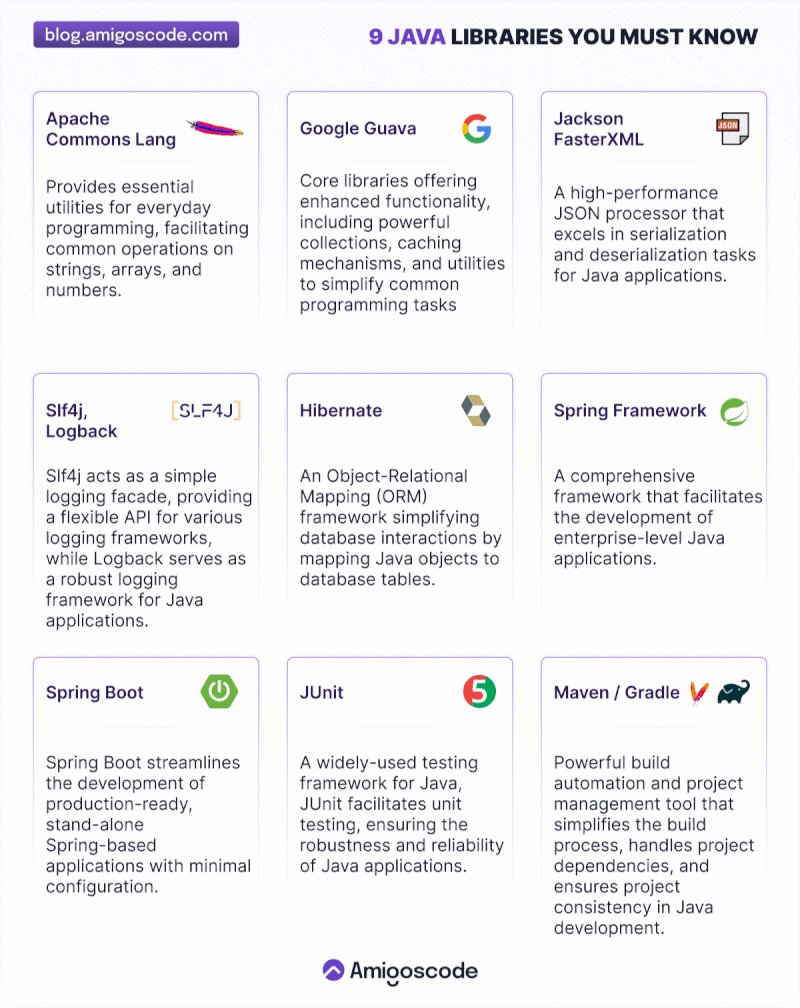 blog.amigoscode.com
9 JAVA LIBRARIES YOU MUST KNOW
Apache
Commons Lang
Provides essential
utilities for everyday
programming, facilitating
common operations on
strings, arrays, and
numbers.
Google Guava
G
Core libraries offering
enhanced functionality,
including powerful
collections, caching
mechanisms, and utilities
to simplify common
programming tasks
Jackson
FasterXML
JSON
A high-performance
JSON processor that
excels in serialization
and deserialization tasks
for Java applications.
Slf4j,
Logback
[SLF4J]
Slf4j acts as a simple
logging facade, providing
a flexible API for various
logging frameworks,
while Logback serves as
a robust logging
framework for Java
applications.
Hibernate
An Object-Relational
Mapping (ORM)
framework simplifying
database interactions by
mapping Java objects to
database tables.
Spring Framework
A comprehensive
framework that facilitates
the development of
enterprise-level Java
applications.
Spring Boot
Spring Boot streamlines
the development of
production-ready,
stand-alone
Spring-based
applications with minimal
configuration.
JUnit
5
A widely-used testing
framework for Java,
JUnit facilitates unit
testing, ensuring the
robustness and reliability
of Java applications.
Maven / Gradle
Powerful build
automation and project
management tool that
simplifies the build
process, handles project
dependencies, and
ensures project
consistency in Java
development.
Amigoscode